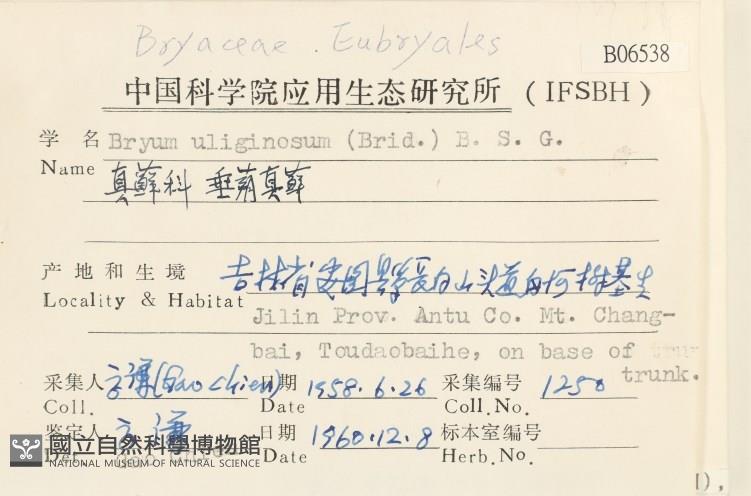 Bryaceae. Eubryales
B06538
中国科学院应用生态研究所 (IFSBH)
学 名 Bryum uliginosum (Brid.) B. S. G.
Name 真藓科 垂蒴真藓
产地和生境 吉林省安图县长白山头道白河 树基生
Locality & Habitat Jilin Prov. Antu Co. Mt. Chang-
bai, Toudaobaihe, on base of
trunk.
采集人 高谦 (Gao Chien) 日期 1958.6.26 采集编号 1250
Coll. Date Coll.No.
鉴定人 高谦 日期 1960.12.8 标本室编号
Det. Date Herb.No.
國立自然科學博物館
NATIONAL MUSEUM OF NATURAL SCIENCE